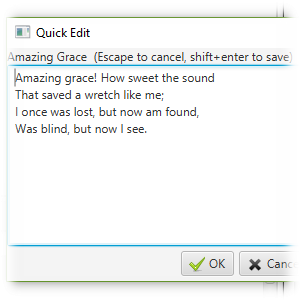 Quick Edit
Amazing Grace (Escape to cancel, shift+enter to save)
Amazing grace! How sweet the sound
That saved a wretch like me;
I once was lost, but now am found,
Was blind, but now I see.
OK
Canc